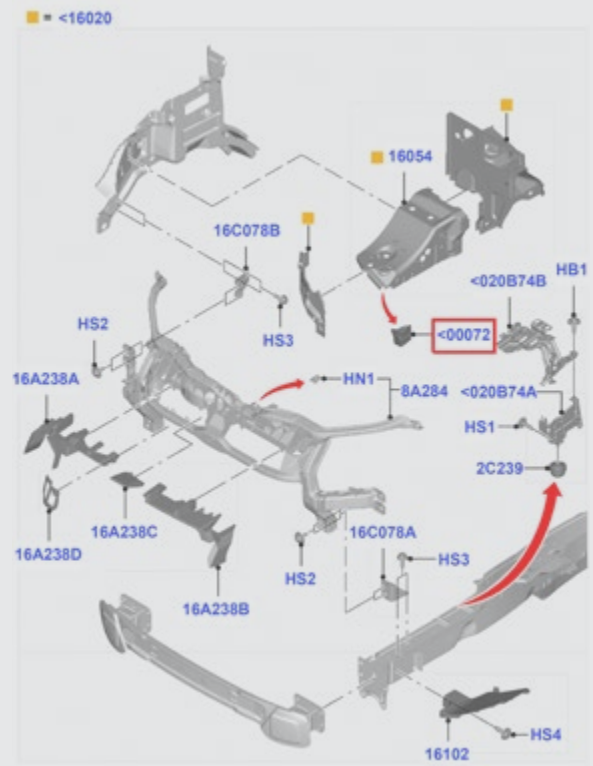 = <16020
16054
16C078B
<020B74B
HB1
HS2
HS3
<00072
16A238A
HN1
8A284
<020B74A
HS1
2C239
16A238C
16C078A
16A238D
HS2
HS3
16A238B
16102
HS4